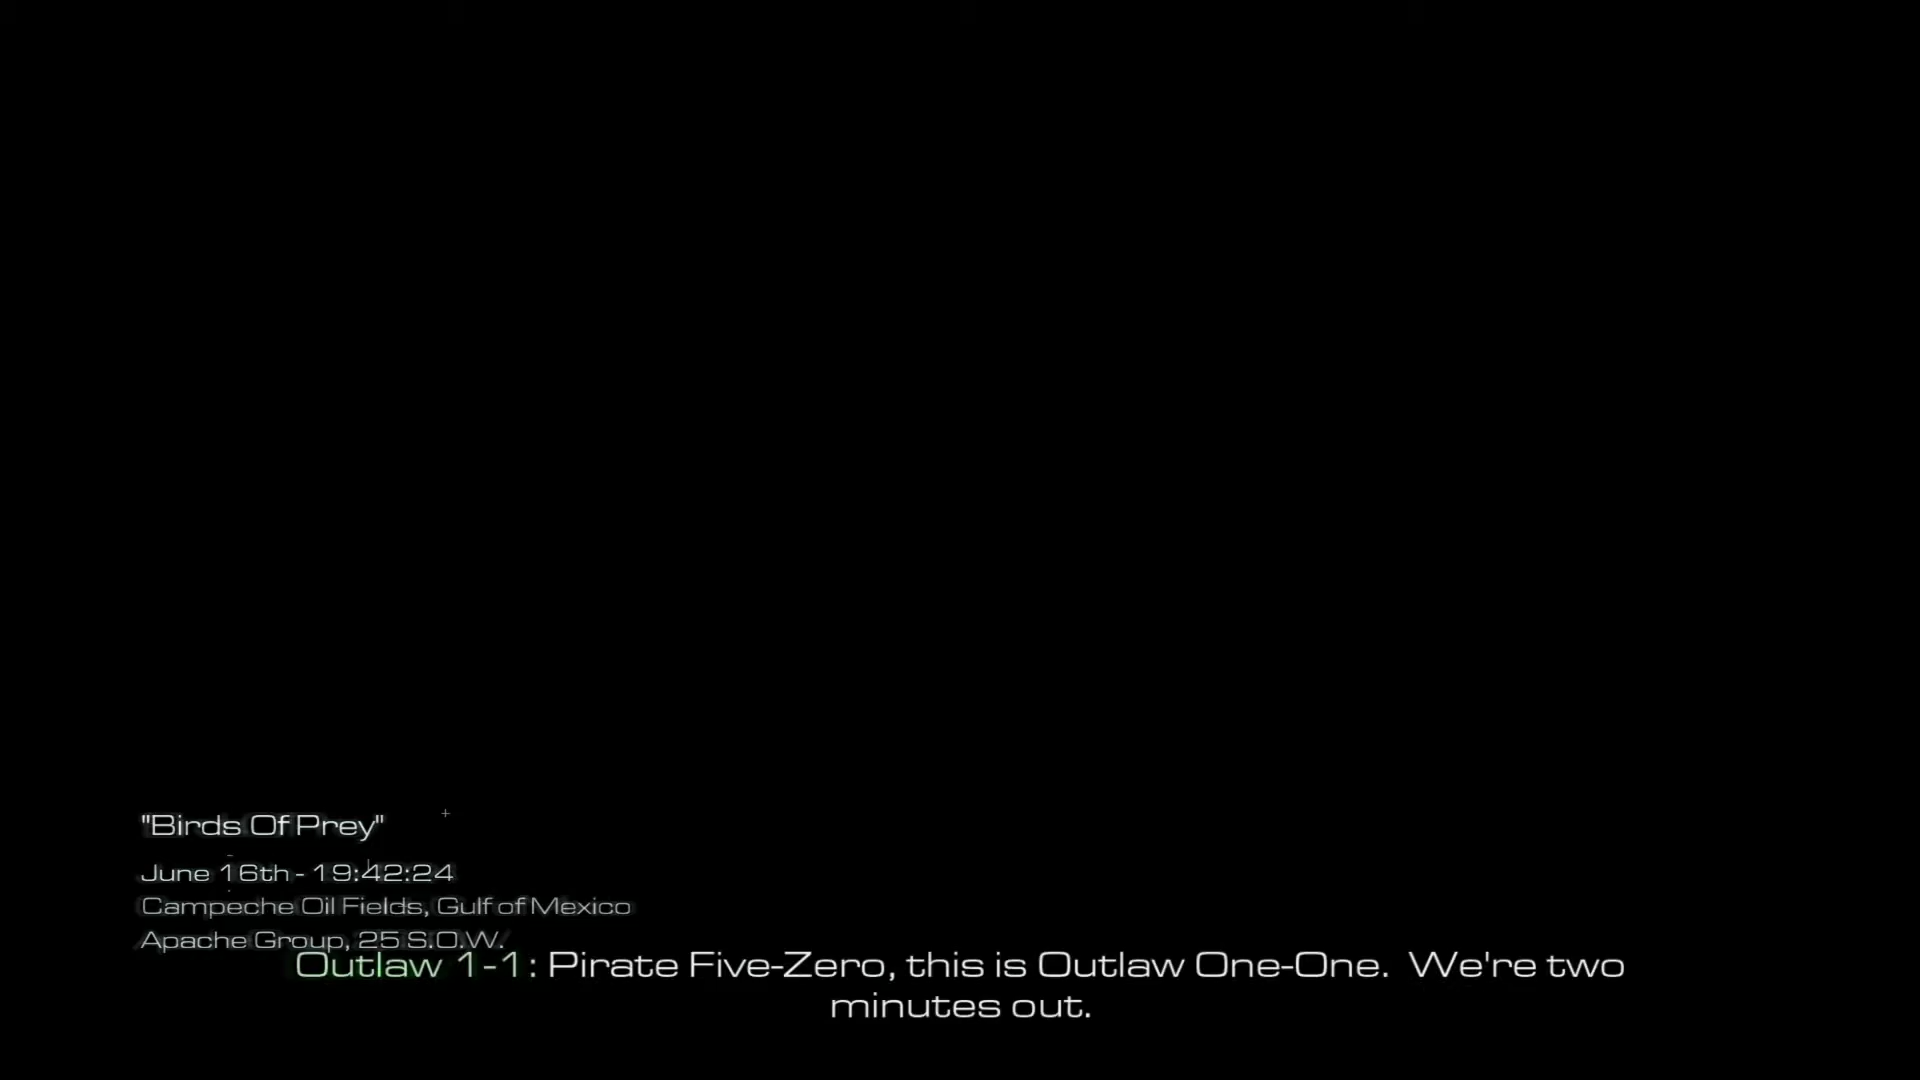 "Birds Of Prey"
June 16th - 19:42:24
Campeche Oil Fields, Gulf of Mexico
Apache Group, 25 S.O.W.
Outlaw 1-1: Pirate Five-Zero, this is Outlaw One-One.  We're two
minutes out.